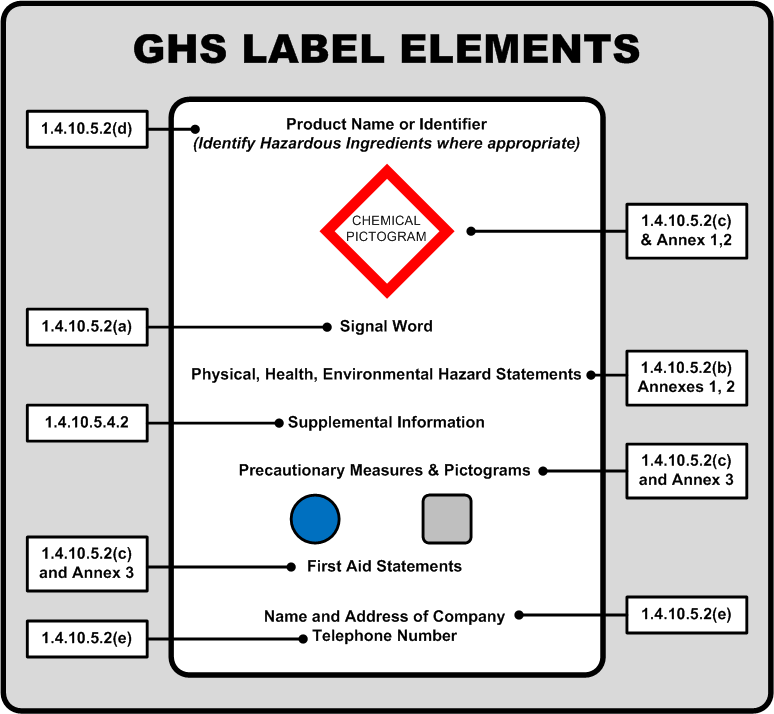 GHS LABEL ELEMENTS
1.4.10.5.2(d)
Product Name or Identifier
(Identify Hazardous Ingredients where appropriate)
CHEMICAL
PICTOGRAM
1.4.10.5.2(c)
& Annex 1,2
1.4.10.5.2(a)
Signal Word
Physical, Health, Environmental Hazard Statements
1.4.10.5.2(b)
Annexes 1, 2
1.4.10.5.4.2
Supplemental Information
Precautionary Measures & Pictograms
1.4.10.5.2(c)
and Annex 3
1.4.10.5.2(c)
and Annex 3
First Aid Statements
Name and Address of Company
Telephone Number
1.4.10.5.2(e)
1.4.10.5.2(e)